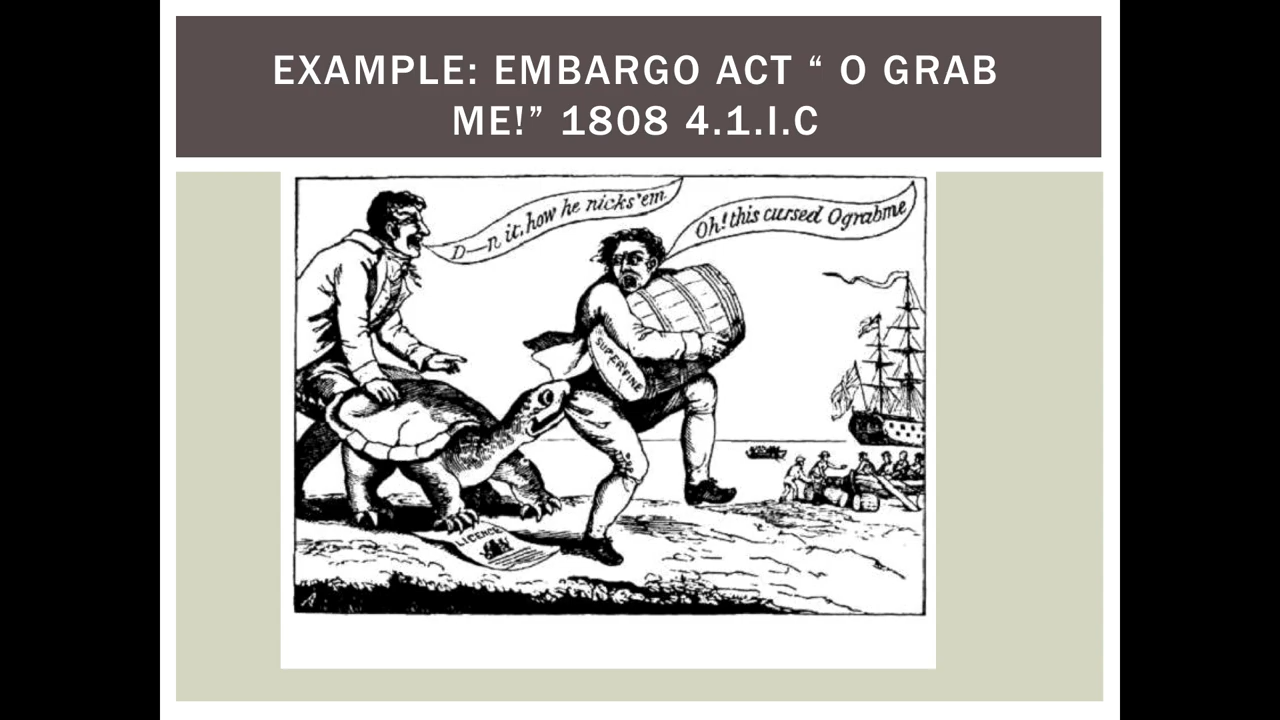 EXAMPLE: EMBARGO ACT “ O GRAB
ME!” 1808 4.1.I.C
D—n it, how he nicks 'em
Oh! this cursed Ograbme
SUPERFINE
LICENCE